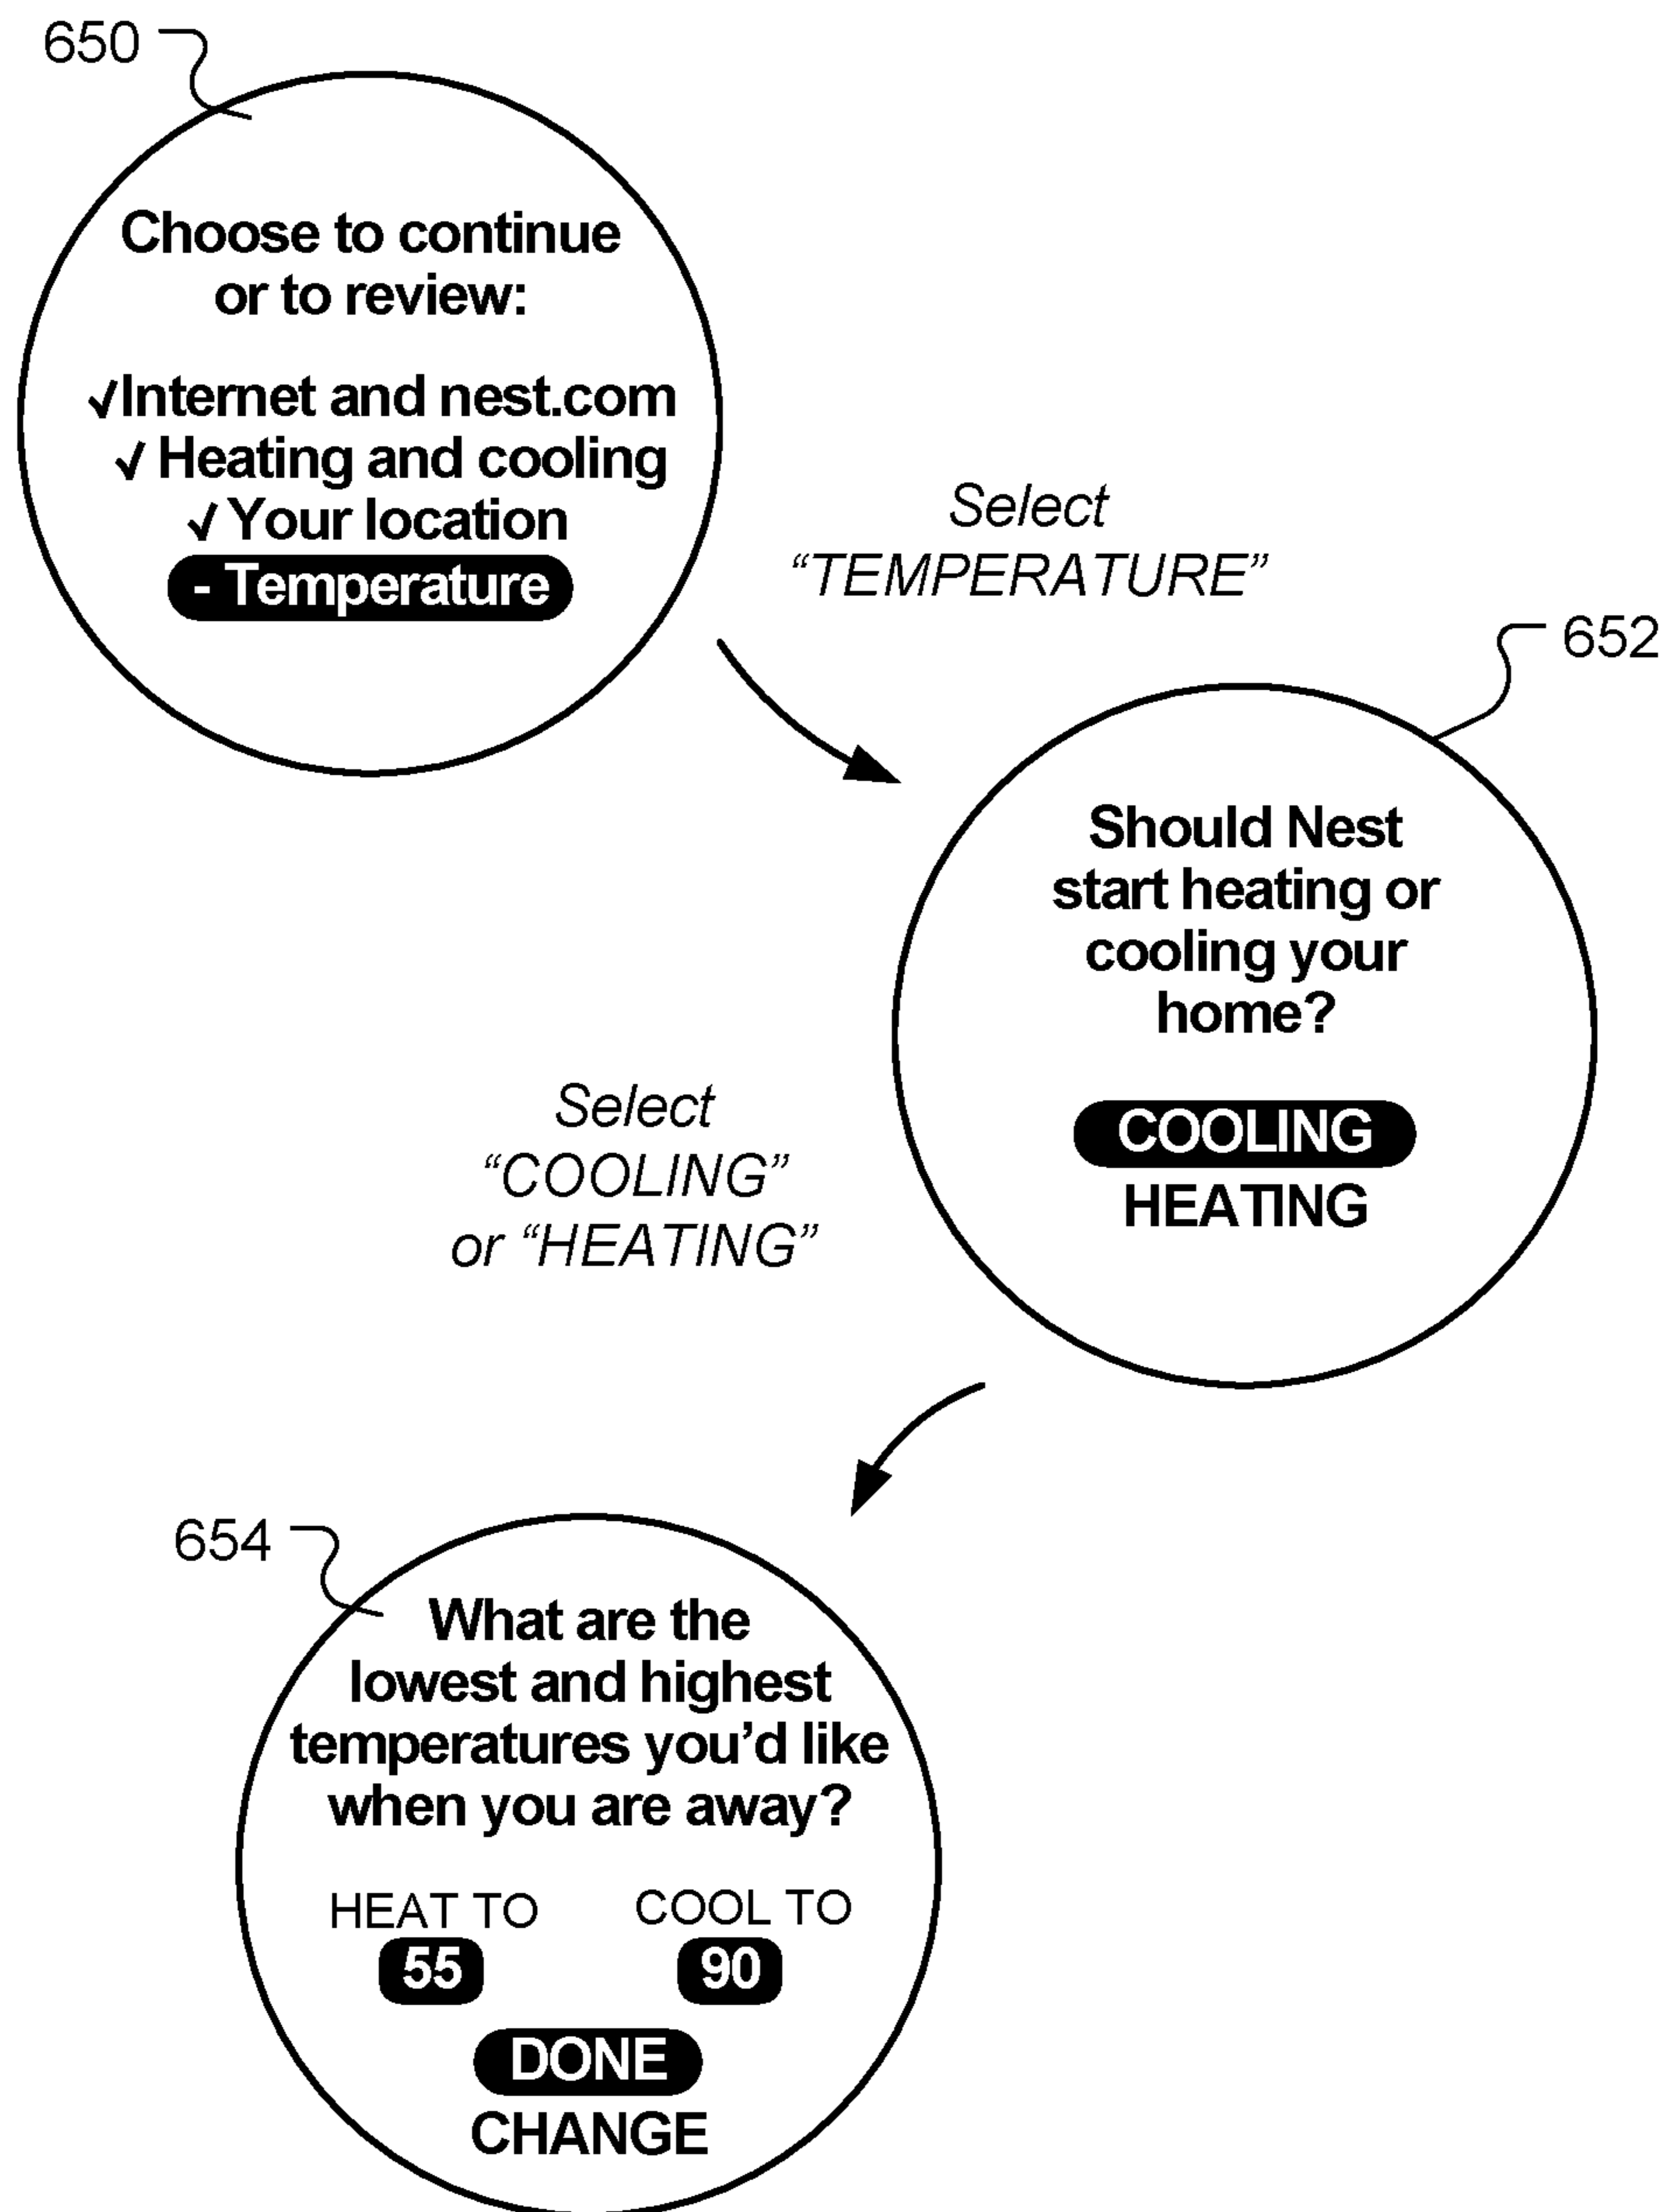 650
Choose to continue
or to review:
✓Internet and nest.com
✓ Heating and cooling
✓ Your location
- Temperature
Select
“TEMPERATURE”
652
Should Nest
start heating or
cooling your
home?
COOLING
HEATING
Select
“COOLING”
or “HEATING”
654
What are the
lowest and highest
temperatures you’d like
when you are away?
HEAT TO COOL TO
55 90
DONE
CHANGE